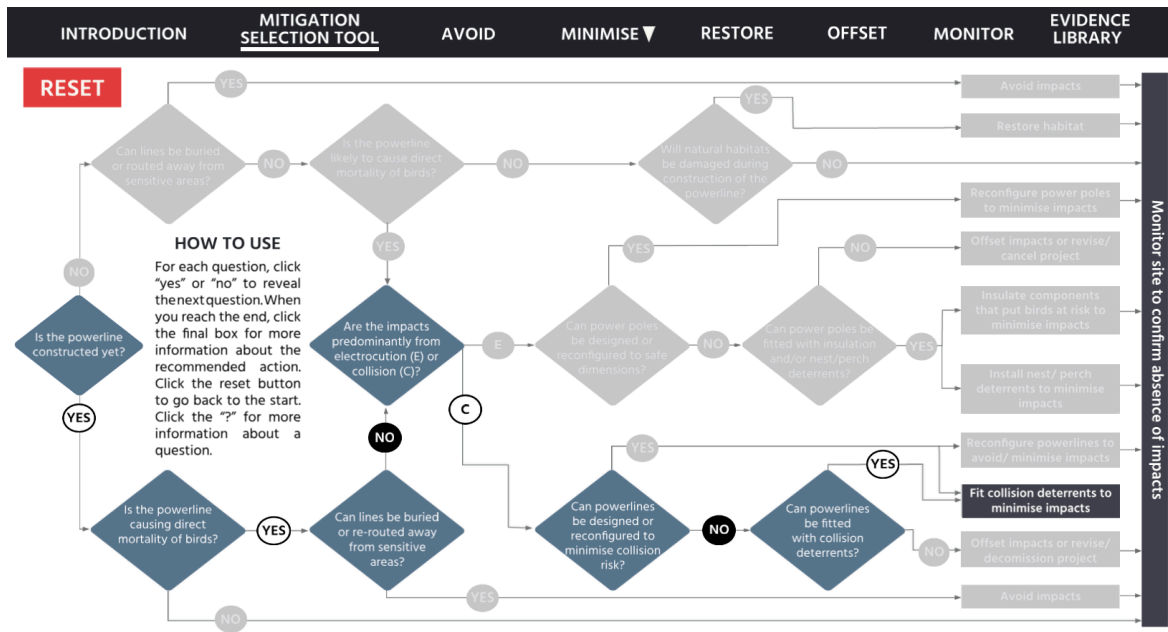 INTRODUCTION
MITIGATION
SELECTION TOOL
AVOID
MINIMISE ▼
RESTORE
OFFSET
MONITOR
EVIDENCE
LIBRARY
RESET
YES
Can lines be buried
or routed away from
sensitive areas?
NO
Is the powerline
likely to cause direct
mortality of birds?
NO
Will natural habitats
be damaged during
construction of the
powerline?
YES
NO
Avoid impacts
Restore habitat
Reconfigure power poles
to minimise impacts
Offset impacts or revise/
cancel project
Insulate components
that put birds at risk to
minimise impacts
Install nest/ perch
deterrents to minimise
impacts
Reconfigure powerlines to
avoid/ minimise impacts
Fit collision deterrents to
minimise impacts
Offset impacts or revise/
decomission project
Avoid impacts
Monitor site to confirm absence of impacts
HOW TO USE
For each question, click
“yes” or “no” to reveal
the next question. When
you reach the end, click
the final box for more
information about the
recommended action.
Click the reset button
to go back to the start.
Click the “?” for more
information about a
question.
NO
Is the powerline
constructed yet?
YES
YES
Are the impacts
predominantly from
electrocution (E) or
collision (C)?
E
C
Can power poles
be designed or
reconfigured to safe
dimensions?
YES
NO
Can power poles be
fitted with insulation
and/or nest/perch
deterrents?
NO
YES
Is the powerline
causing direct
mortality of birds?
YES
NO
Can lines be buried
or re-routed away
from sensitive
areas?
NO
YES
Can powerlines
be designed or
reconfigured to
minimise collision
risk?
YES
NO
Can powerlines
be fitted
with collision
deterrents?
YES
NO